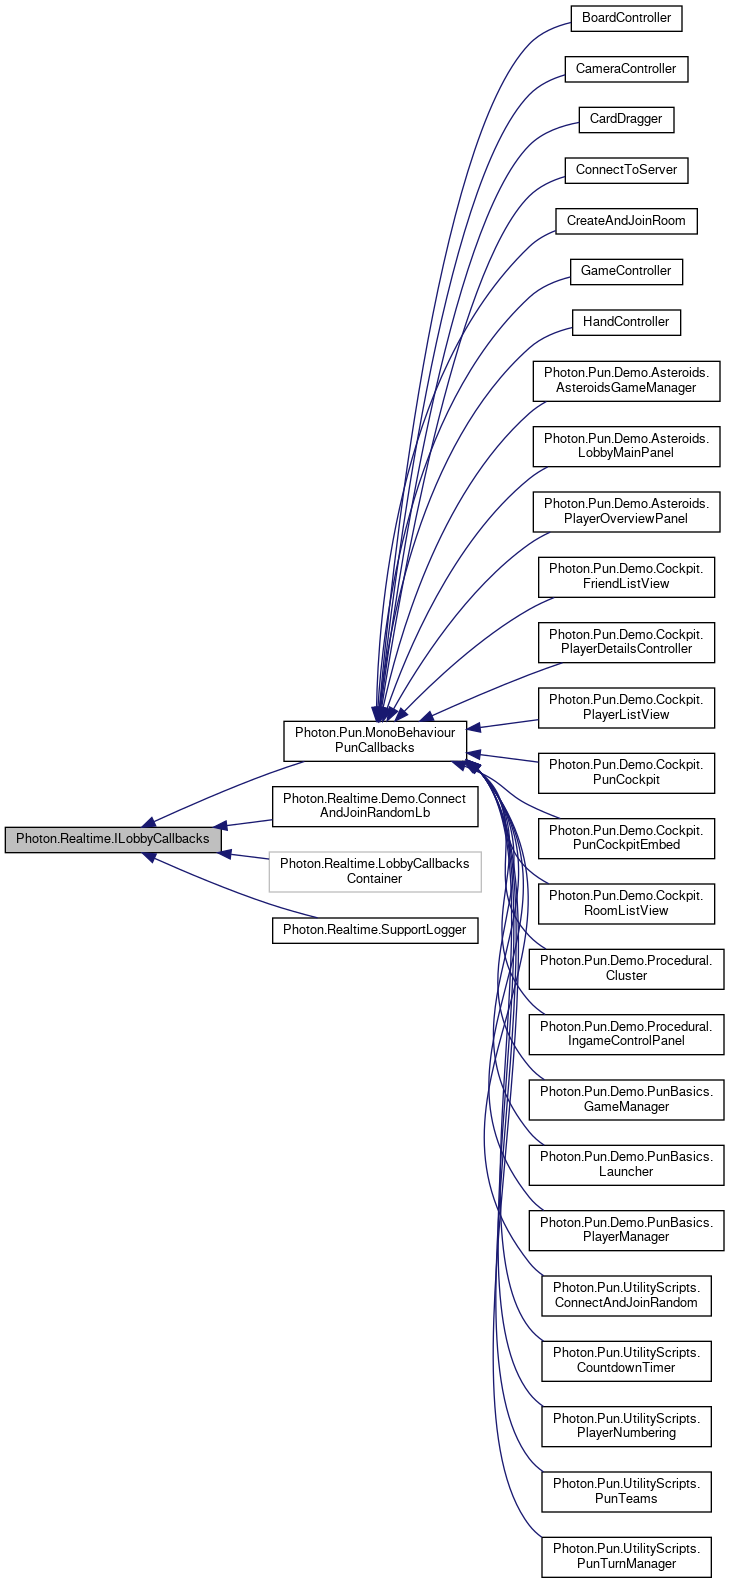 BoardController
CameraController
CardDragger
ConnectToServer
CreateAndJoinRoom
GameController
HandController
Photon.Pun.Demo.Asteroids.
AsteroidsGameManager
Photon.Pun.Demo.Asteroids.
LobbyMainPanel
Photon.Pun.Demo.Asteroids.
PlayerOverviewPanel
Photon.Pun.Demo.Cockpit.
FriendListView
Photon.Pun.Demo.Cockpit.
PlayerDetailsController
Photon.Pun.Demo.Cockpit.
PlayerListView
Photon.Pun.MonoBehaviour
PunCallbacks
Photon.Pun.Demo.Cockpit.
PunCockpit
Photon.Realtime.Demo.Connect
AndJoinRandomLb
Photon.Realtime.ILobbyCallbacks
Photon.Pun.Demo.Cockpit.
PunCockpitEmbed
Photon.Realtime.LobbyCallbacks
Container
Photon.Pun.Demo.Cockpit.
RoomListView
Photon.Realtime.SupportLogger
Photon.Pun.Demo.Procedural.
Cluster
Photon.Pun.Demo.Procedural.
IngameControlPanel
Photon.Pun.Demo.PunBasics.
GameManager
Photon.Pun.Demo.PunBasics.
Launcher
Photon.Pun.Demo.PunBasics.
PlayerManager
Photon.Pun.UtilityScripts.
ConnectAndJoinRandom
Photon.Pun.UtilityScripts.
CountdownTimer
Photon.Pun.UtilityScripts.
PlayerNumbering
Photon.Pun.UtilityScripts.
PunTeams
Photon.Pun.UtilityScripts.
PunTurnManager